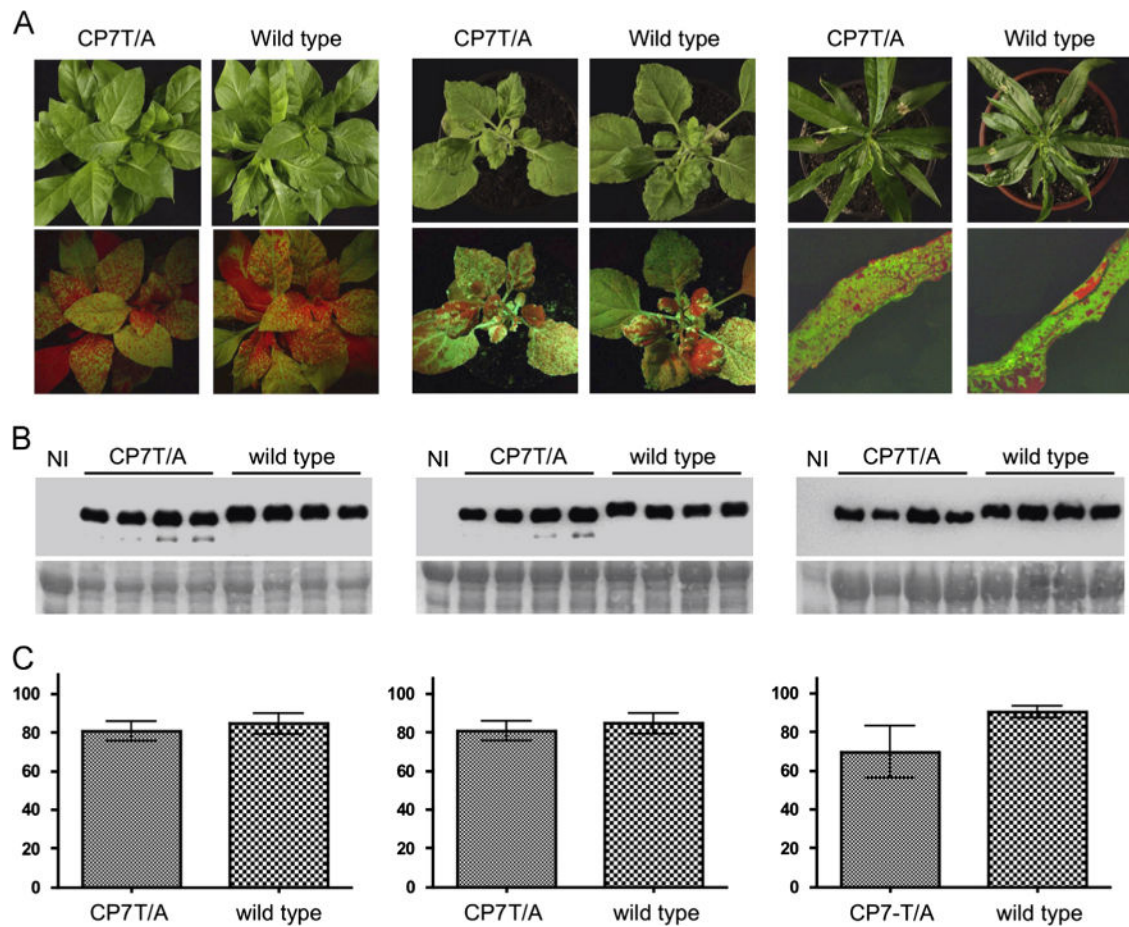 A
CP7T/A Wild type CP7T/A Wild type CP7T/A Wild type
B
NI CP7T/A wild type NI CP7T/A wild type NI CP7T/A wild type
C
100 100 100
80 80 80
60 60 60
40 40 40
20 20 20
0 0 0
CP7T/A wild type CP7T/A wild type CP7-T/A wild type